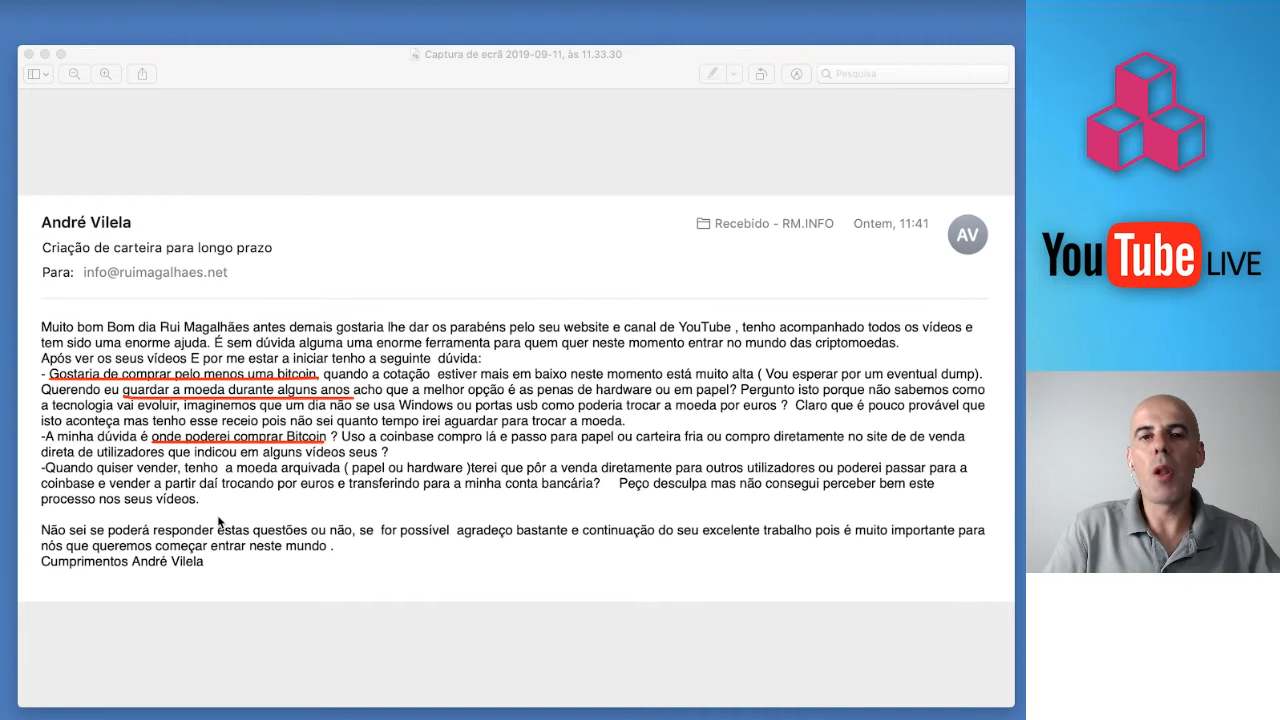 Captura de ecrã 2019-09-11, às 11.33.30
Pesquisa
André Vilela
Recebido - RM.INFO
Ontem, 11:41
AV
Criação de carteira para longo prazo
Para: info@ruimagalhaes.net
Muito bom Bom dia Rui Magalhães antes demais gostaria lhe dar os parabéns pelo seu website e canal de YouTube , tenho acompanhado todos os vídeos e
tem sido uma enorme ajuda. É sem dúvida alguma uma enorme ferramenta para quem quer neste momento entrar no mundo das criptomoedas.
Após ver os seus vídeos E por me estar a iniciar tenho a seguinte dúvida:
- Gostaria de comprar pelo menos uma bitcoin, quando a cotação estiver mais em baixo neste momento está muito alta ( Vou esperar por um eventual dump).
Querendo eu guardar a moeda durante alguns anos acho que a melhor opção é as penas de hardware ou em papel? Pergunto isto porque não sabemos como
a tecnologia vai evoluir, imaginemos que um dia não se usa Windows ou portas usb como poderia trocar a moeda por euros ? Claro que é pouco provável que
isto aconteça mas tenho esse receio pois não sei quanto tempo irei aguardar para trocar a moeda.
-A minha dúvida é onde poderei comprar Bitcoin ? Uso a coinbase compro lá e passo para papel ou carteira fria ou compro diretamente no site de de venda
direta de utilizadores que indicou em alguns vídeos seus ?
-Quando quiser vender, tenho a moeda arquivada ( papel ou hardware )terei que pôr a venda diretamente para outros utilizadores ou poderei passar para a
coinbase e vender a partir daí trocando por euros e transferindo para a minha conta bancária? Peço desculpa mas não consegui perceber bem este
processo nos seus vídeos.
Não sei se poderá responder estas questões ou não, se for possível agradeço bastante e continuação do seu excelente trabalho pois é muito importante para
nós que queremos começar entrar neste mundo .
Cumprimentos André Vilela
YouTube LIVE